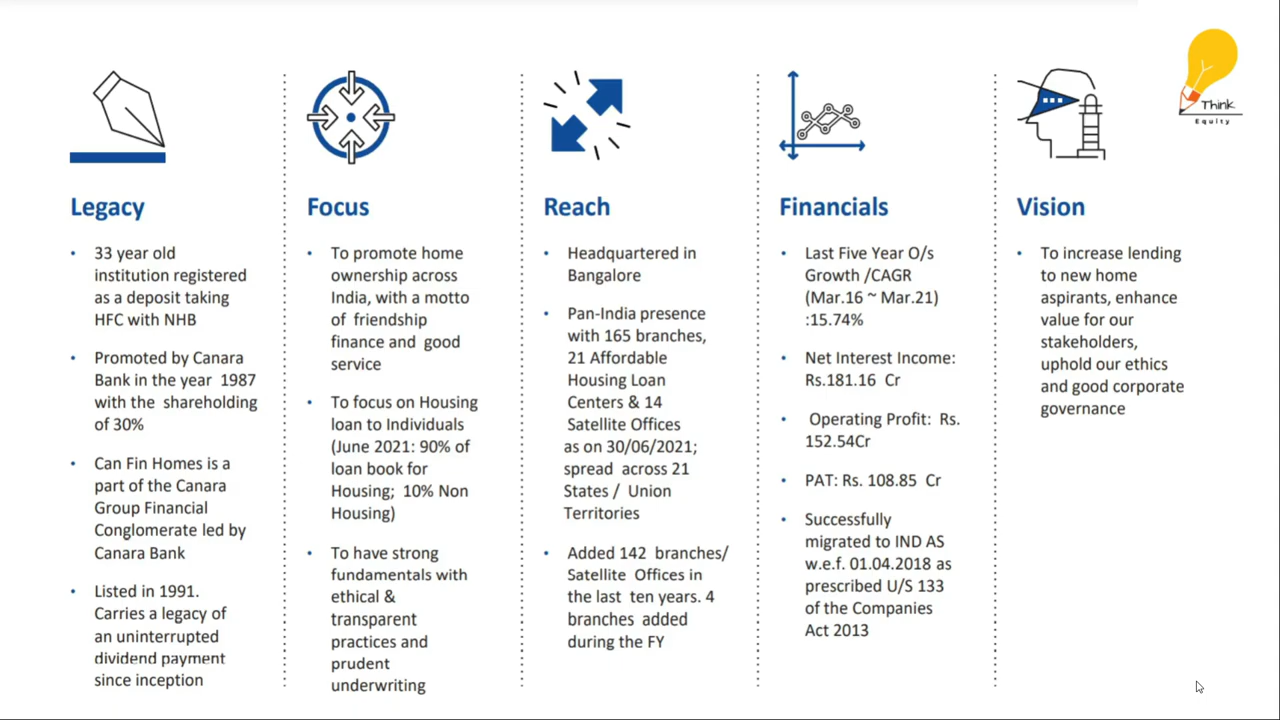 Think
Equity
Legacy
• 33 year old
institution registered
as a deposit taking
HFC with NHB
• Promoted by Canara
Bank in the year 1987
with the shareholding
of 30%
• Can Fin Homes is a
part of the Canara
Group Financial
Conglomerate led by
Canara Bank
• Listed in 1991.
Carries a legacy of
an uninterrupted
dividend payment
since inception
Focus
• To promote home
ownership across
India, with a motto
of friendship
finance and good
service
• To focus on Housing
loan to Individuals
(June 2021: 90% of
loan book for
Housing; 10% Non
Housing)
• To have strong
fundamentals with
ethical &
transparent
practices and
prudent
underwriting
Reach
• Headquartered in
Bangalore
• Pan-India presence
with 165 branches,
21 Affordable
Housing Loan
Centers & 14
Satellite Offices
as on 30/06/2021;
spread across 21
States / Union
Territories
• Added 142 branches/
Satellite Offices in
the last ten years. 4
branches added
during the FY
Financials
• Last Five Year O/s
Growth /CAGR
(Mar.16 ~ Mar.21)
:15.74%
• Net Interest Income:
Rs.181.16 Cr
• Operating Profit: Rs.
152.54Cr
• PAT: Rs. 108.85 Cr
• Successfully
migrated to IND AS
w.e.f. 01.04.2018 as
prescribed U/S 133
of the Companies
Act 2013
Vision
• To increase lending
to new home
aspirants, enhance
value for our
stakeholders,
uphold our ethics
and good corporate
governance